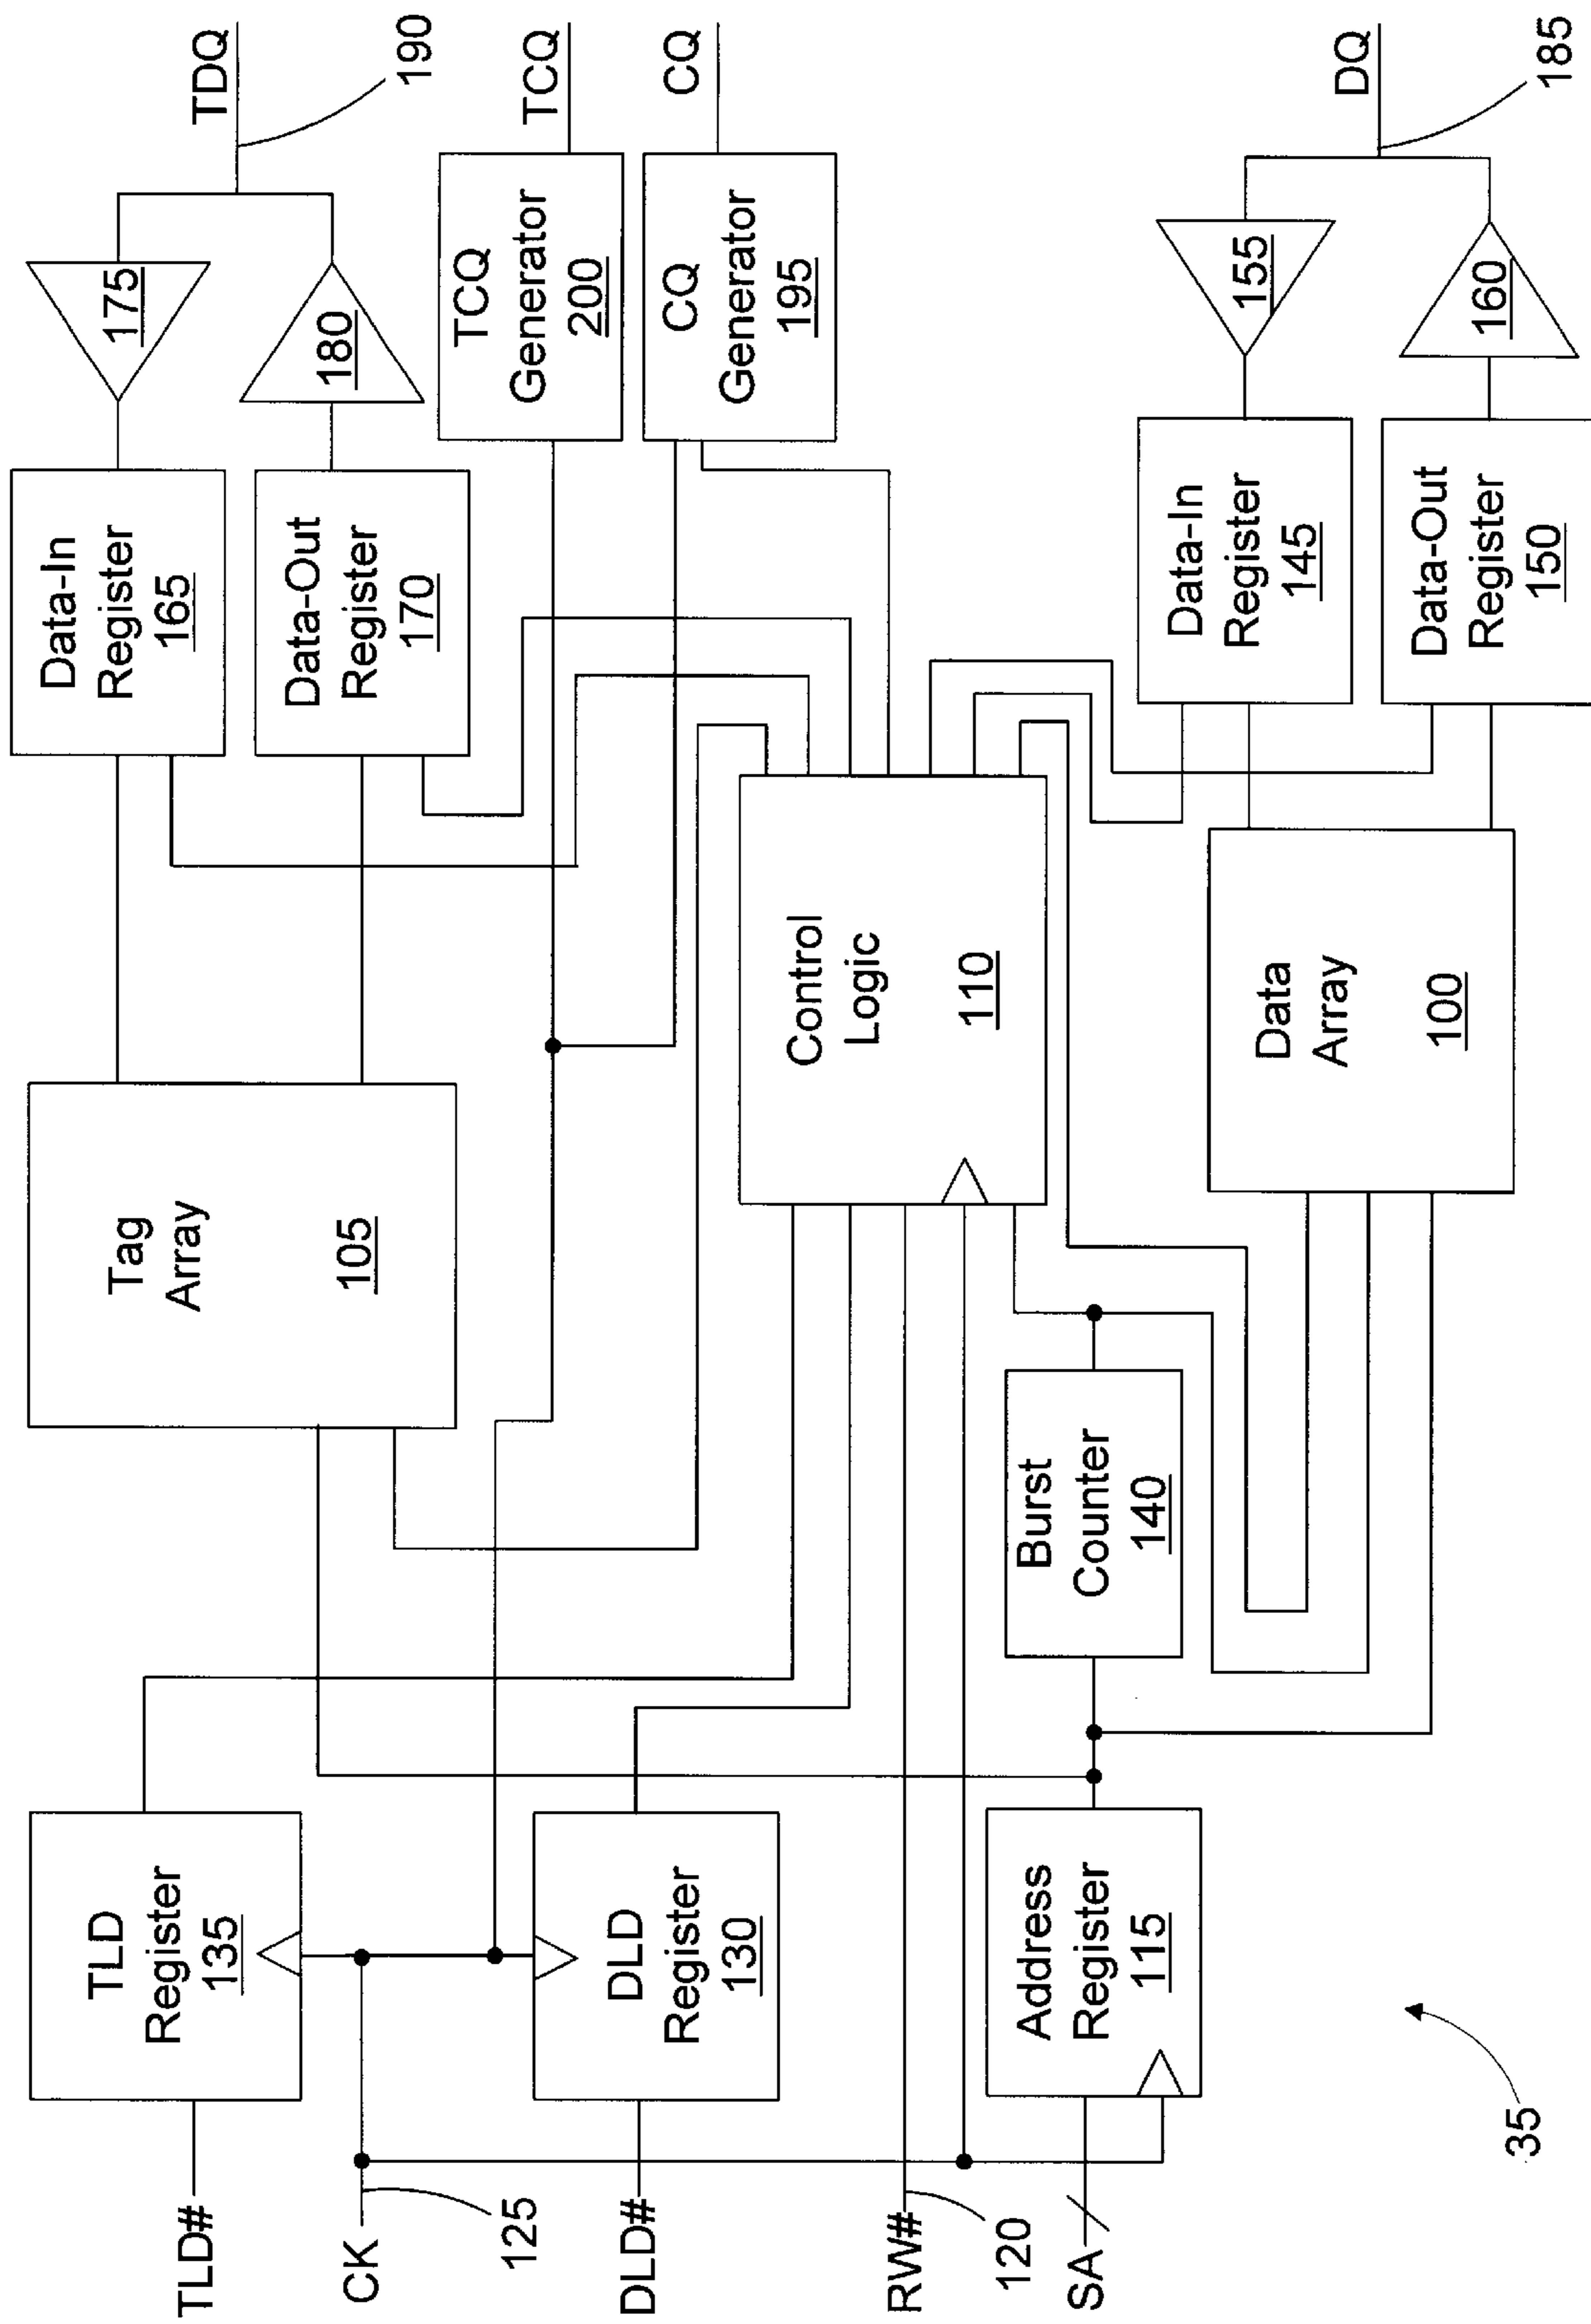 TLD
Register
135
TLD#
CK
125
DLD
Register
130
DLD#
RW#
120
Address
Register
115
SA
35
Tag
Array
105
Control
Logic
110
Burst
Counter
140
Data
Array
100
Data-In
Register
165
Data-Out
Register
170
175
180
TDQ
190
TCQ
Generator
200
TCQ
CQ
Generator
195
CQ
Data-In
Register
145
Data-Out
Register
150
155
160
DQ
185